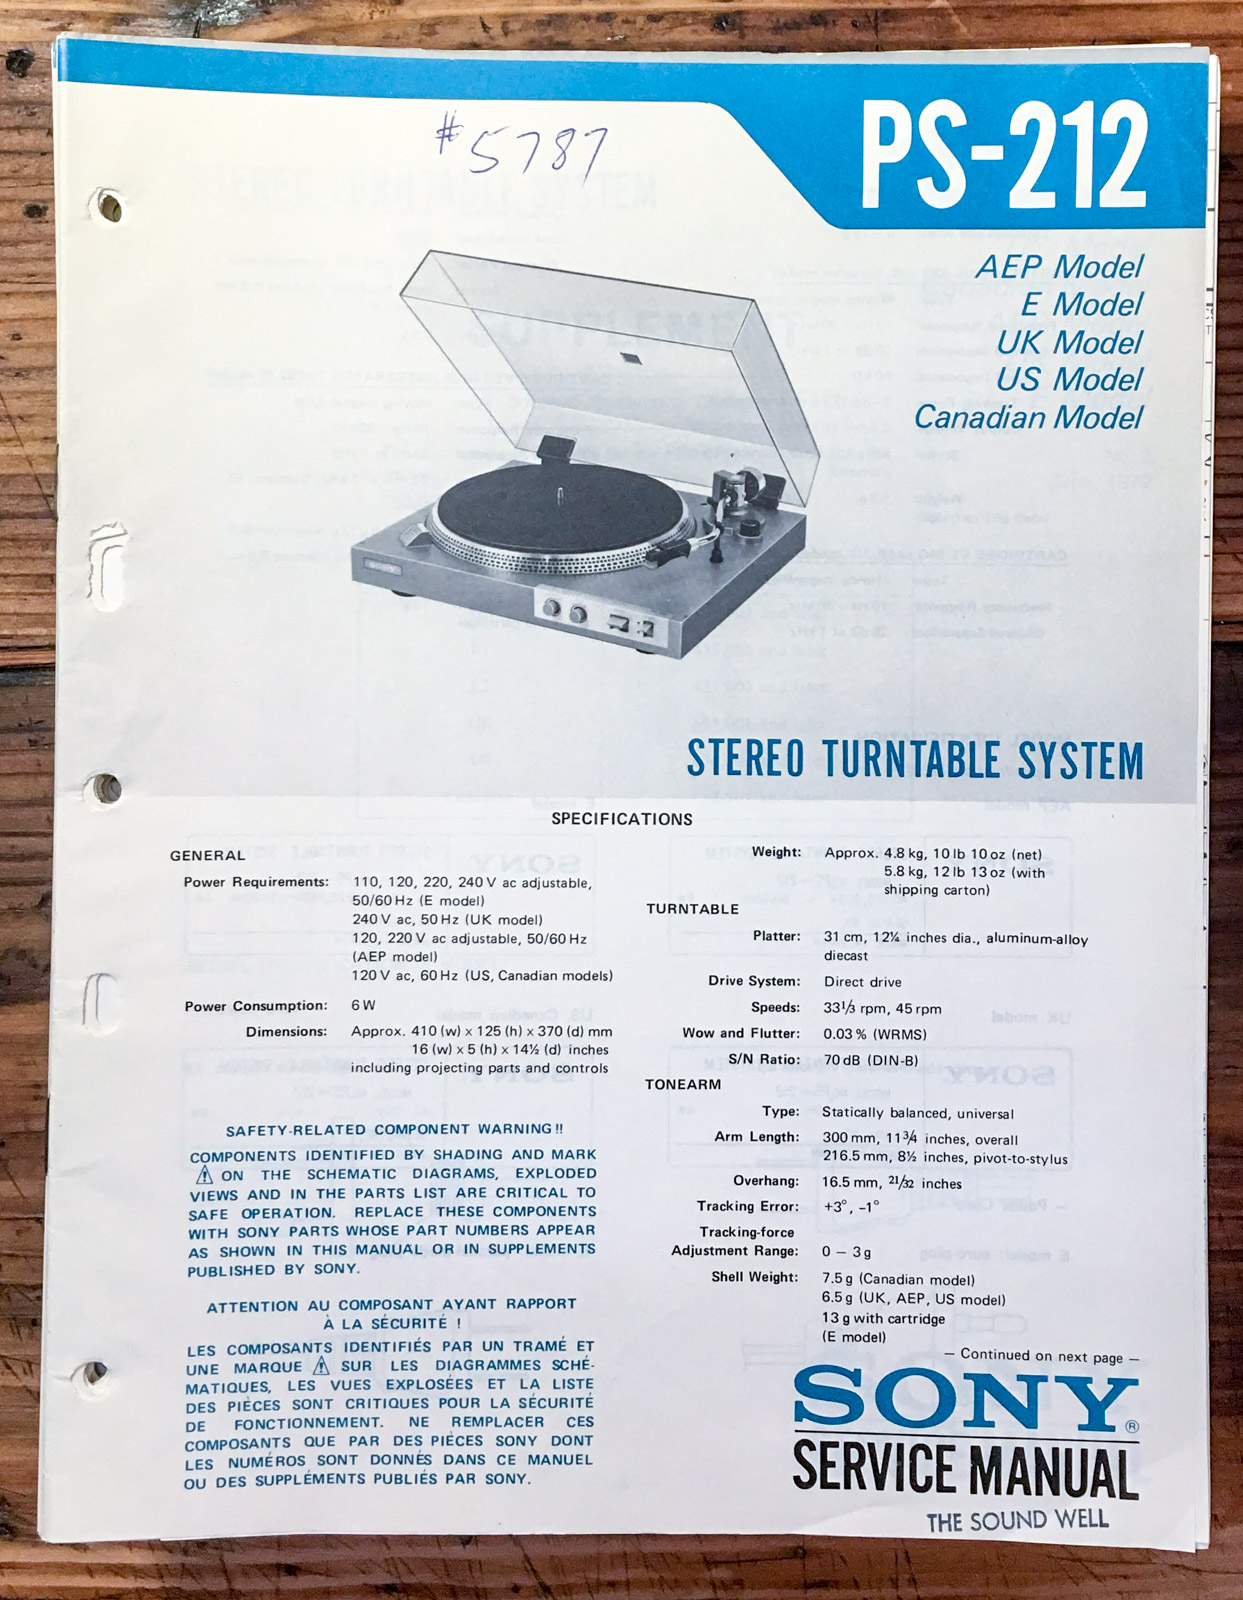 #5787
PS-212
AEP Model
E Model
UK Model
US Model
Canadian Model
SONY
STEREO TURNTABLE SYSTEM
SPECIFICATIONS
GENERAL
Power Requirements: 110, 120, 220, 240 V ac adjustable,
50/60 Hz (E model)
240 V ac, 50 Hz (UK model)
120, 220 V ac adjustable, 50/60 Hz
(AEP model)
120 V ac, 60 Hz (US, Canadian models)
Power Consumption: 6 W
Dimensions: Approx. 410 (w) x 125 (h) x 370 (d) mm
16 (w) x 5 (h) x 14½ (d) inches
including projecting parts and controls
SAFETY-RELATED COMPONENT WARNING!!
COMPONENTS IDENTIFIED BY SHADING AND MARK
⚠ ON THE SCHEMATIC DIAGRAMS, EXPLODED
VIEWS AND IN THE PARTS LIST ARE CRITICAL TO
SAFE OPERATION. REPLACE THESE COMPONENTS
WITH SONY PARTS WHOSE PART NUMBERS APPEAR
AS SHOWN IN THIS MANUAL OR IN SUPPLEMENTS
PUBLISHED BY SONY.
ATTENTION AU COMPOSANT AYANT RAPPORT
À LA SÉCURITÉ !
LES COMPOSANTS IDENTIFIÉS PAR UN TRAMÉ ET
UNE MARQUE ⚠ SUR LES DIAGRAMMES SCHÉ-
MATIQUES, LES VUES EXPLOSÉES ET LA LISTE
DES PIÈCES SONT CRITIQUES POUR LA SÉCURITÉ
DE FONCTIONNEMENT. NE REMPLACER CES
COMPOSANTS QUE PAR DES PIÈCES SONY DONT
LES NUMÉROS SONT DONNÉS DANS CE MANUEL
OU DES SUPPLÉMENTS PUBLIÉS PAR SONY.
Weight: Approx. 4.8 kg, 10 lb 10 oz (net)
5.8 kg, 12 lb 13 oz (with
shipping carton)
TURNTABLE
Platter: 31 cm, 12¼ inches dia., aluminum-alloy
diecast
Drive System: Direct drive
Speeds: 33⅓ rpm, 45 rpm
Wow and Flutter: 0.03 % (WRMS)
S/N Ratio: 70 dB (DIN-B)
TONEARM
Type: Statically balanced, universal
Arm Length: 300 mm, 11¾ inches, overall
216.5 mm, 8½ inches, pivot-to-stylus
Overhang: 16.5 mm, 21/32 inches
Tracking Error: +3°, −1°
Tracking-force
Adjustment Range: 0 – 3 g
Shell Weight: 7.5 g (Canadian model)
6.5 g (UK, AEP, US model)
13 g with cartridge
(E model)
— Continued on next page —
SONY®
SERVICE MANUAL
THE SOUND WELL